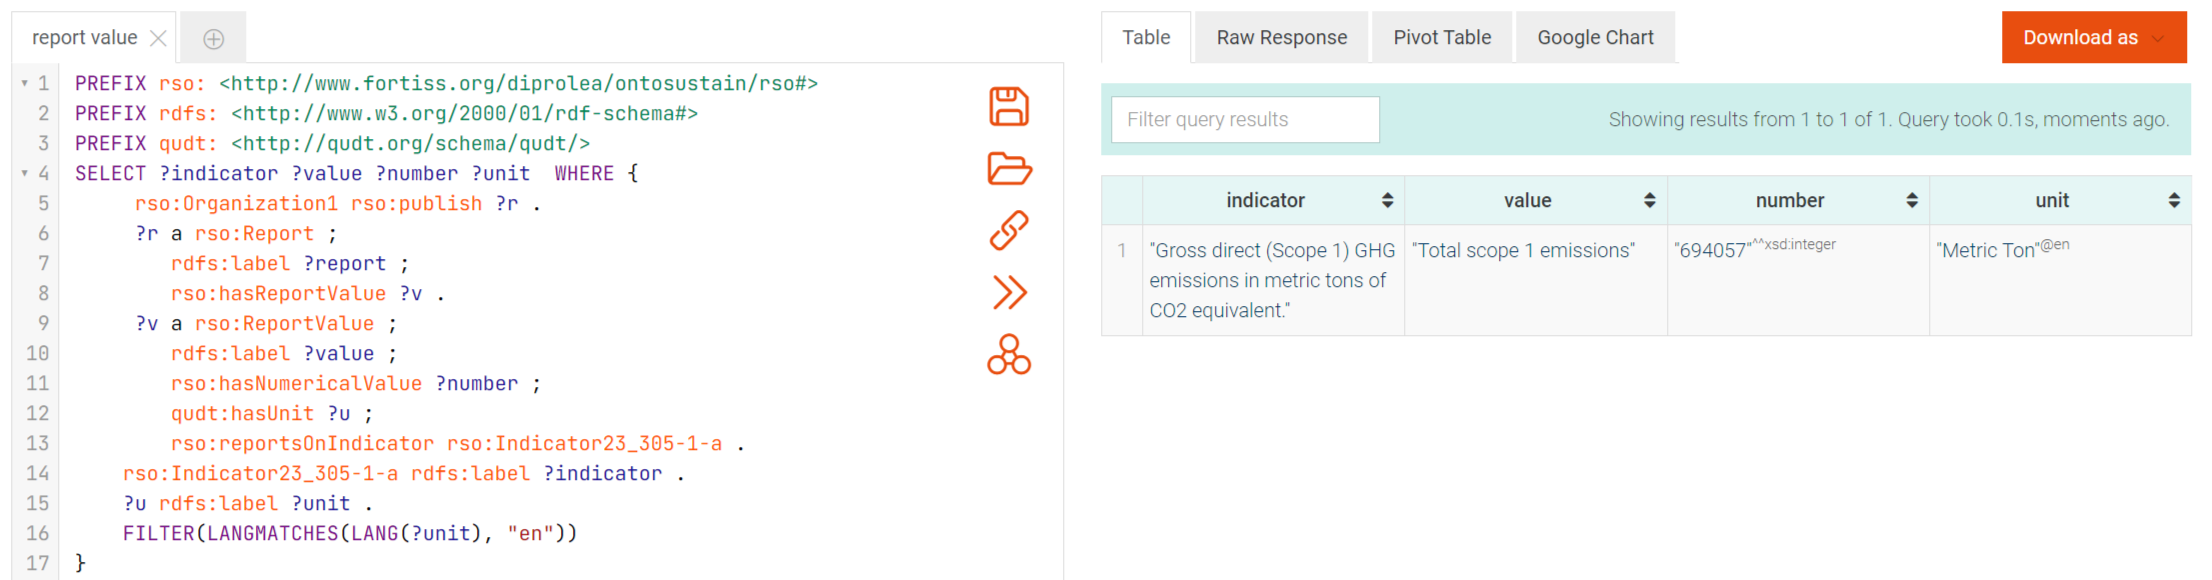 report value
1 PREFIX rso: <http://www.fortiss.org/diprolea/ontosustain/rso#>
2 PREFIX rdfs: <http://www.w3.org/2000/01/rdf-schema#>
3 PREFIX qudt: <http://qudt.org/schema/qudt/>
4 SELECT ?indicator ?value ?number ?unit  WHERE {
5 rso:Organization1 rso:publish ?r .
6 ?r a rso:Report ;
7 rdfs:label ?report ;
8 rso:hasReportValue ?v .
9 ?v a rso:ReportValue ;
10 rdfs:label ?value ;
11 rso:hasNumericalValue ?number ;
12 qudt:hasUnit ?u ;
13 rso:reportsOnIndicator rso:Indicator23_305-1-a .
14 rso:Indicator23_305-1-a rdfs:label ?indicator .
15 ?u rdfs:label ?unit .
16 FILTER(LANGMATCHES(LANG(?unit), "en"))
17 }
Table Raw Response Pivot Table Google Chart Download as
Filter query results Showing results from 1 to 1 of 1. Query took 0.1s, moments ago.
indicator value number unit
1 "Gross direct (Scope 1) GHG "Total scope 1 emissions" "694057"^^xsd:integer "Metric Ton"@en
emissions in metric tons of
CO2 equivalent."